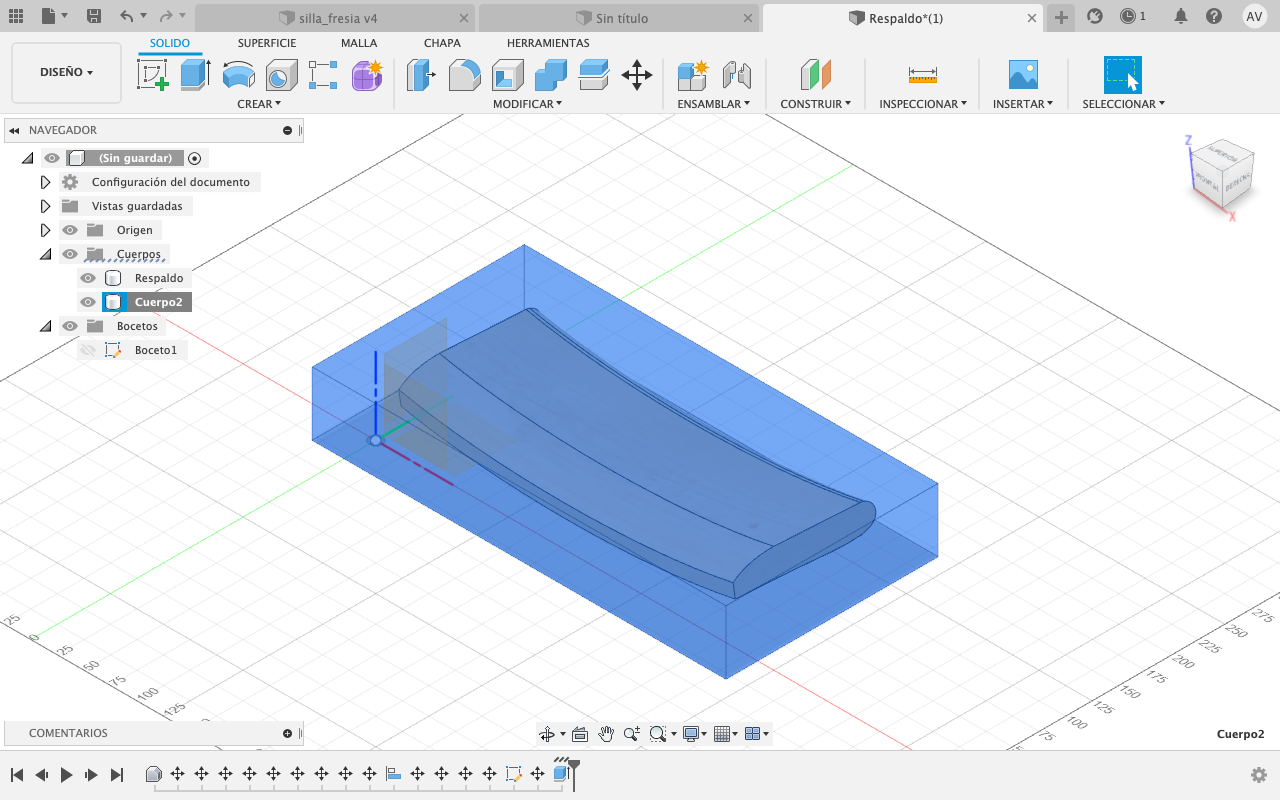 silla_fresia v4
Sin título
Respaldo*(1)
1
AV
SOLIDO
SUPERFICIE
MALLA
CHAPA
HERRAMIENTAS
DISEÑO
CREAR
MODIFICAR
ENSAMBLAR
CONSTRUIR
INSPECCIONAR
INSERTAR
SELECCIONAR
NAVEGADOR
(Sin guardar)
Configuración del documento
Vistas guardadas
Origen
Cuerpos
Respaldo
Cuerpo2
Bocetos
Boceto1
Z
X
25
0
25
50
75
100
125
275
250
225
200
175
150
125
100
75
COMENTARIOS
Cuerpo2